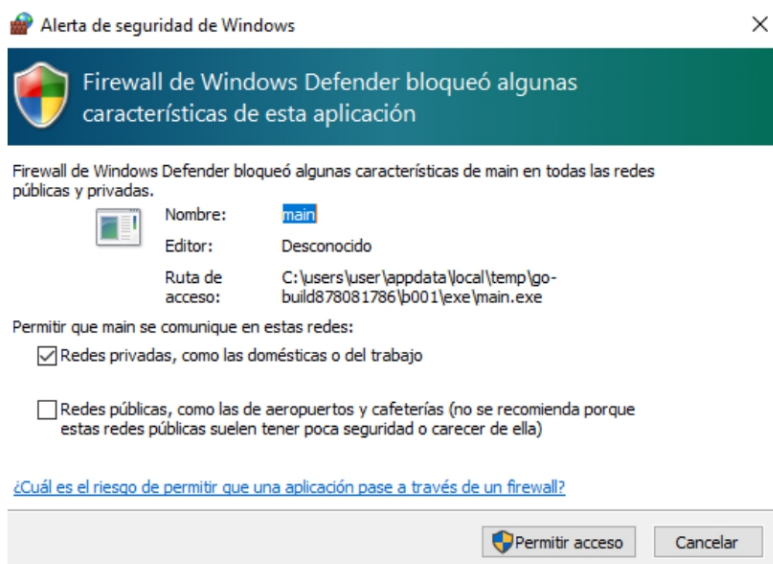 Alerta de seguridad de Windows
Firewall de Windows Defender bloqueó algunas
características de esta aplicación
Firewall de Windows Defender bloqueó algunas características de main en todas las redes
públicas y privadas.
Nombre: main
Editor: Desconocido
Ruta de C:\users\user\appdata\local\temp\go-
acceso: build878081786\b001\exe\main.exe
Permitir que main se comunique en estas redes:
Redes privadas, como las domésticas o del trabajo
Redes públicas, como las de aeropuertos y cafeterías (no se recomienda porque
estas redes públicas suelen tener poca seguridad o carecer de ella)
¿Cuál es el riesgo de permitir que una aplicación pase a través de un firewall?
Permitir acceso Cancelar